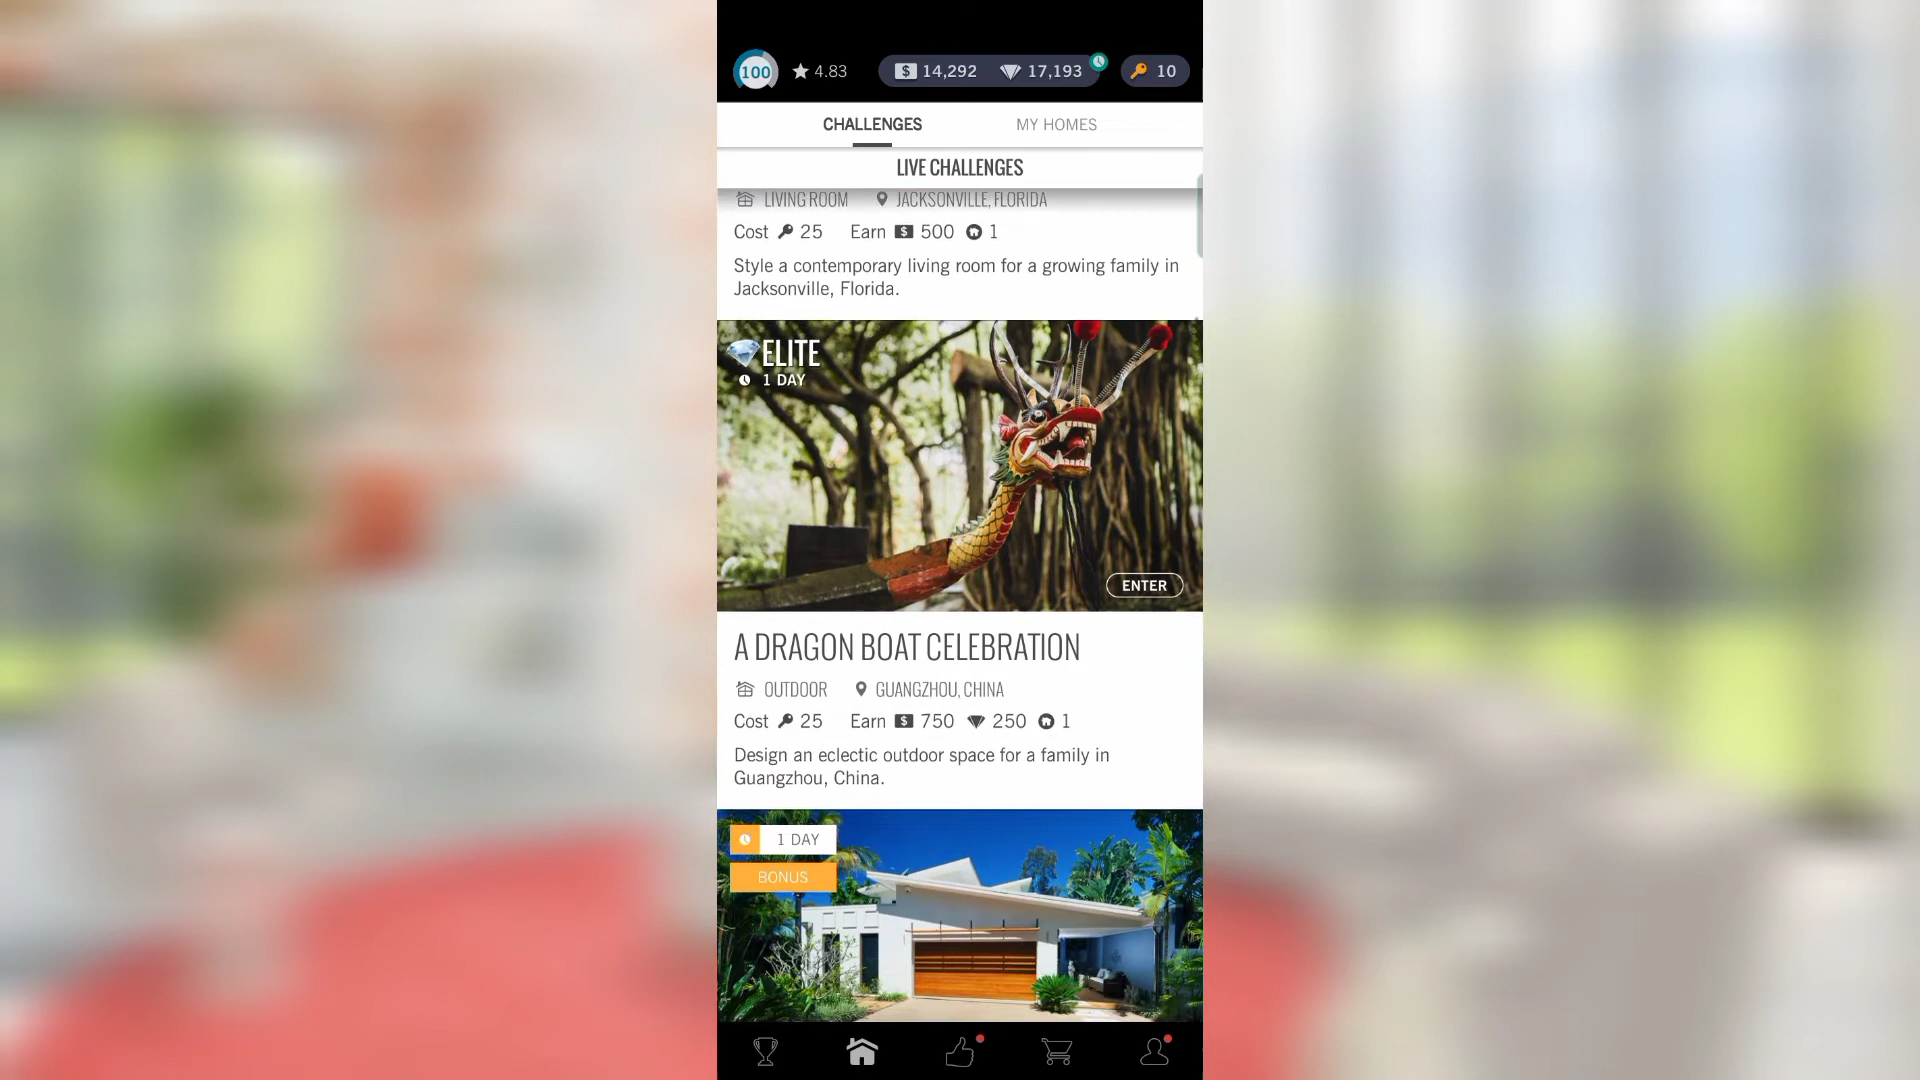 100 4.83 $ 14,292 17,193 10
CHALLENGES MY HOMES
LIVE CHALLENGES
LIVING ROOM JACKSONVILLE, FLORIDA
Cost 25 Earn $ 500 1
Style a contemporary living room for a growing family in
Jacksonville, Florida.
ELITE
1 DAY
ENTER
A DRAGON BOAT CELEBRATION
OUTDOOR GUANGZHOU, CHINA
Cost 25 Earn $ 750 250 1
Design an eclectic outdoor space for a family in
Guangzhou, China.
1 DAY
BONUS